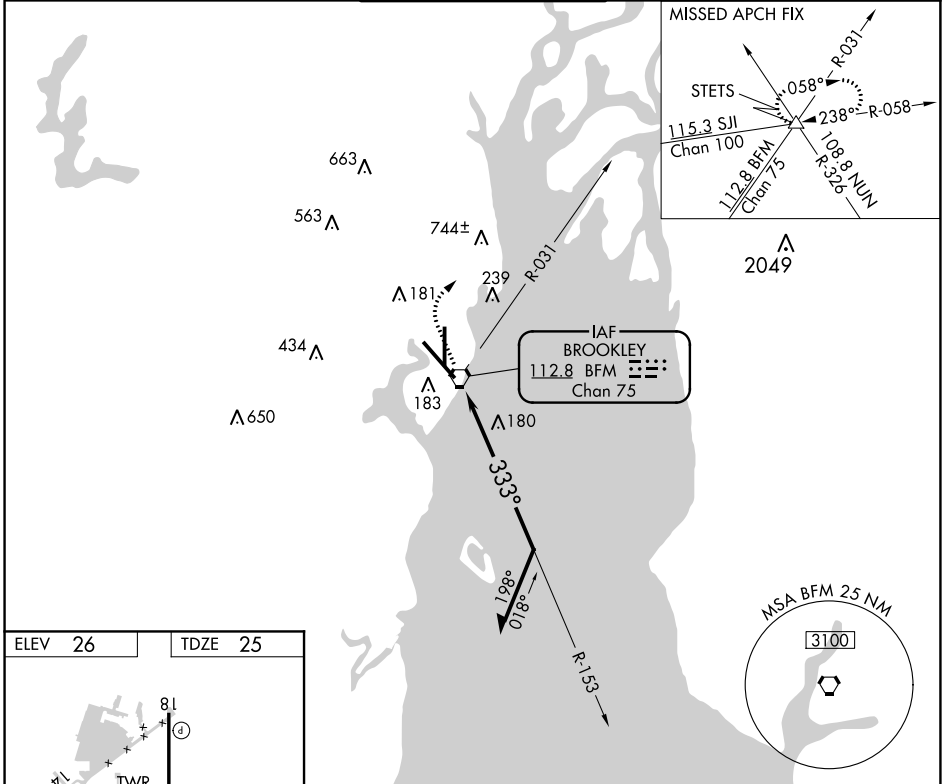 MISSED APCH FIX
R-031
STETS
058°
238°
R-058
115.3 SJI
Chan 100
112.8 BFM
Chan 75
108.8 NUN
R-326
663
563
744±
2049
181
239
R-031
434
183
650
180
IAF
BROOKLEY
112.8 BFM
Chan 75
333°
198°
018°
R-153
MSA BFM 25 NM
3100
ELEV 26
TDZE 25
18
P
14
TWR